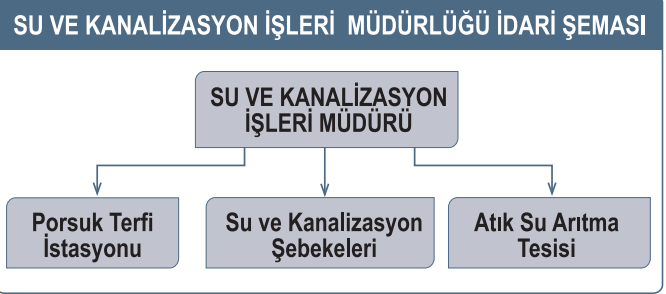 SU VE KANALİZASYON İŞLERİ MÜDÜRLÜĞÜ İDARİ ŞEMASI
SU VE KANALİZASYON
İŞLERİ MÜDÜRÜ
Porsuk Terfi
İstasyonu
Su ve Kanalizasyon
Şebekeleri
Atık Su Arıtma
Tesisi